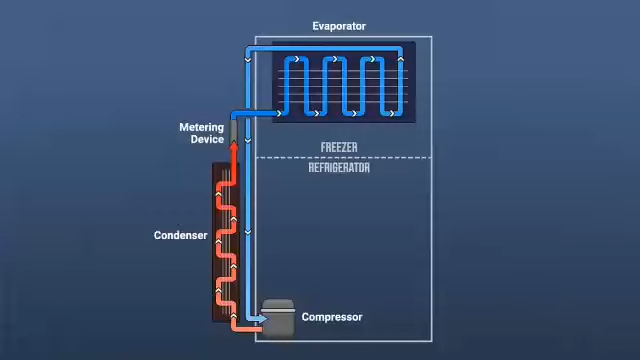 Evaporator
Metering
Device
FREEZER
REFRIGERATOR
Condenser
Compressor